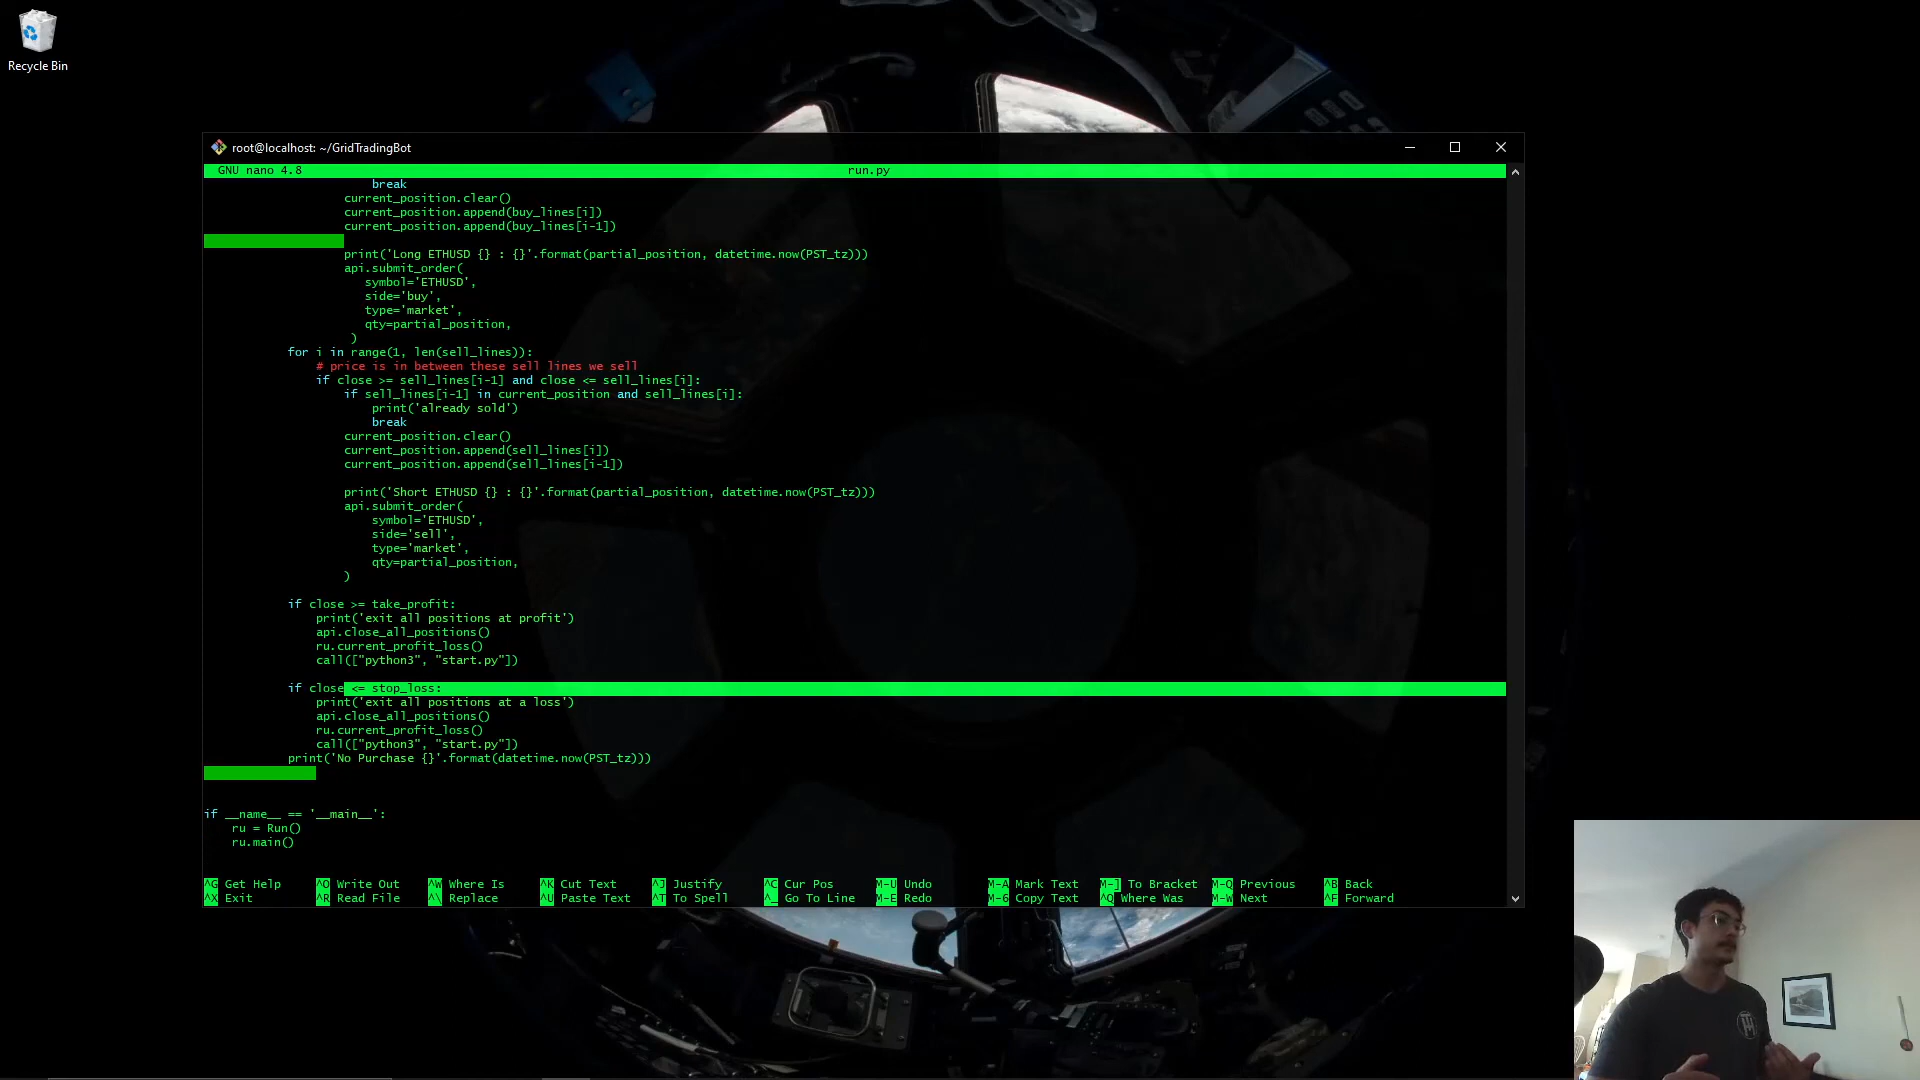 Recycle Bin
root@localhost: ~/GridTradingBot
GNU nano 4.8 run.py
break
current_position.clear()
current_position.append(buy_lines[i])
current_position.append(buy_lines[i-1])
print('Long ETHUSD {} : {}'.format(partial_position, datetime.now(PST_tz)))
api.submit_order(
symbol='ETHUSD',
side='buy',
type='market',
qty=partial_position,
)
for i in range(1, len(sell_lines)):
# price is in between these sell lines we sell
if close >= sell_lines[i-1] and close <= sell_lines[i]:
if sell_lines[i-1] in current_position and sell_lines[i]:
print('already sold')
break
current_position.clear()
current_position.append(sell_lines[i])
current_position.append(sell_lines[i-1])
print('Short ETHUSD {} : {}'.format(partial_position, datetime.now(PST_tz)))
api.submit_order(
symbol='ETHUSD',
side='sell',
type='market',
qty=partial_position,
)
if close >= take_profit:
print('exit all positions at profit')
api.close_all_positions()
ru.current_profit_loss()
call(["python3", "start.py"])
if close <= stop_loss:
print('exit all positions at a loss')
api.close_all_positions()
ru.current_profit_loss()
call(["python3", "start.py"])
print('No Purchase {}'.format(datetime.now(PST_tz)))
if __name__ == '__main__':
ru = Run()
ru.main()
^G Get Help ^O Write Out ^W Where Is ^K Cut Text ^J Justify ^C Cur Pos M-U Undo M-A Mark Text M-] To Bracket M-Q Previous ^B Back
^X Exit ^R Read File ^\ Replace ^U Paste Text ^T To Spell ^_ Go To Line M-E Redo M-6 Copy Text ^Q Where Was M-W Next ^F Forward